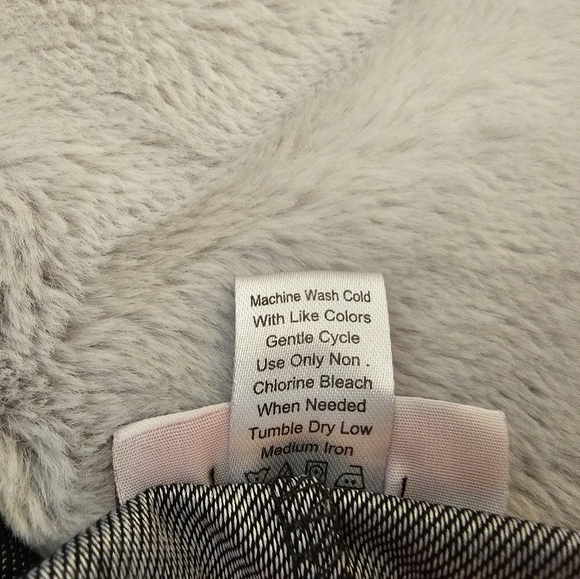 Machine Wash Cold
With Like Colors
Gentle Cycle
Use Only Non .
Chlorine Bleach
When Needed
Tumble Dry Low
Medium Iron